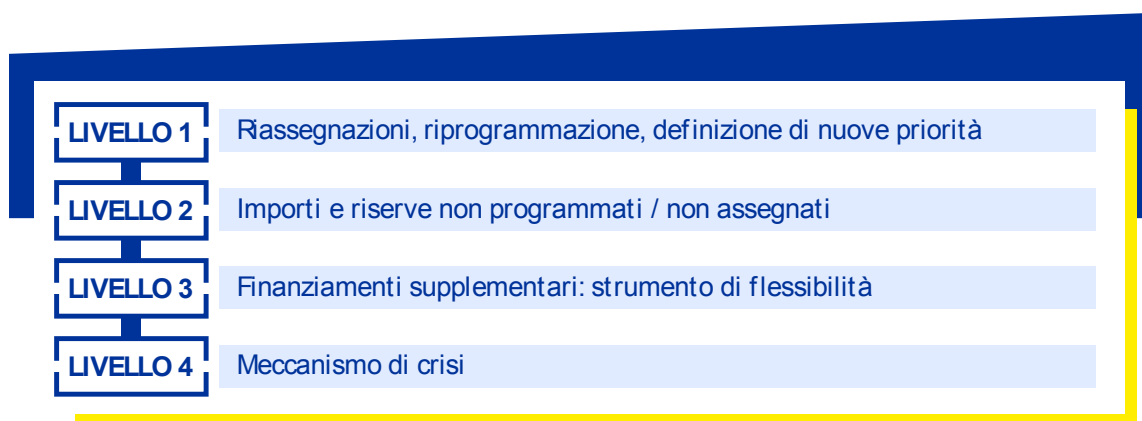 LIVELLO 1 Riassegnazioni, riprogrammazione, definizione di nuove priorità
LIVELLO 2 Importi e riserve non programmati / non assegnati
LIVELLO 3 Finanziamenti supplementari: strumento di flessibilità
LIVELLO 4 Meccanismo di crisi